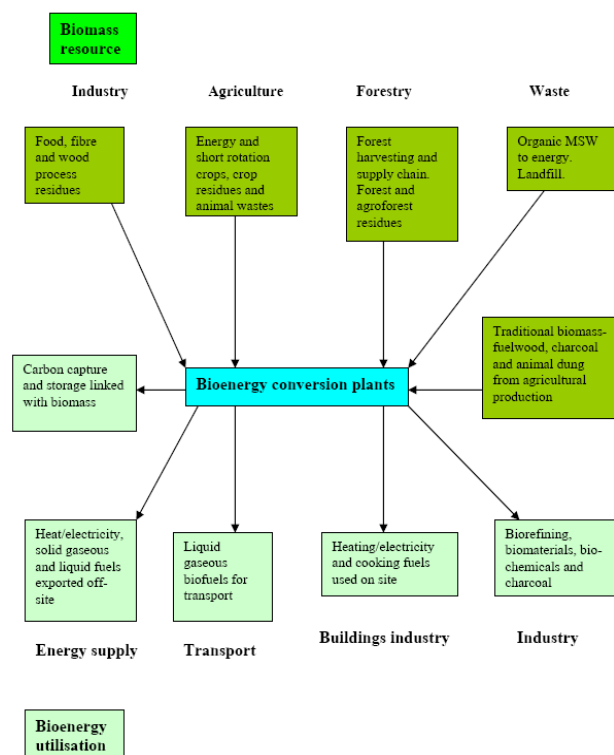 Biomass
resource
Industry
Agriculture
Forestry
Waste
Food, fibre
and wood
process
residues
Energy and
short rotation
crops, crop
residues and
animal wastes
Forest
harvesting and
supply chain.
Forest and
agroforest
residues
Organic MSW
to energy.
Landfill.
Traditional biomass-
fuelwood, charcoal
and animal dung
from agricultural
production
Carbon capture
and storage linked
with biomass
Bioenergy conversion plants
Heat/electricity,
solid gaseous
and liquid fuels
exported off-
site
Liquid
gaseous
biofuels for
transport
Heating/electricity
and cooking fuels
used on site
Biorefining,
biomaterials, bio-
chemicals and
charcoal
Energy supply
Transport
Buildings industry
Industry
Bioenergy
utilisation